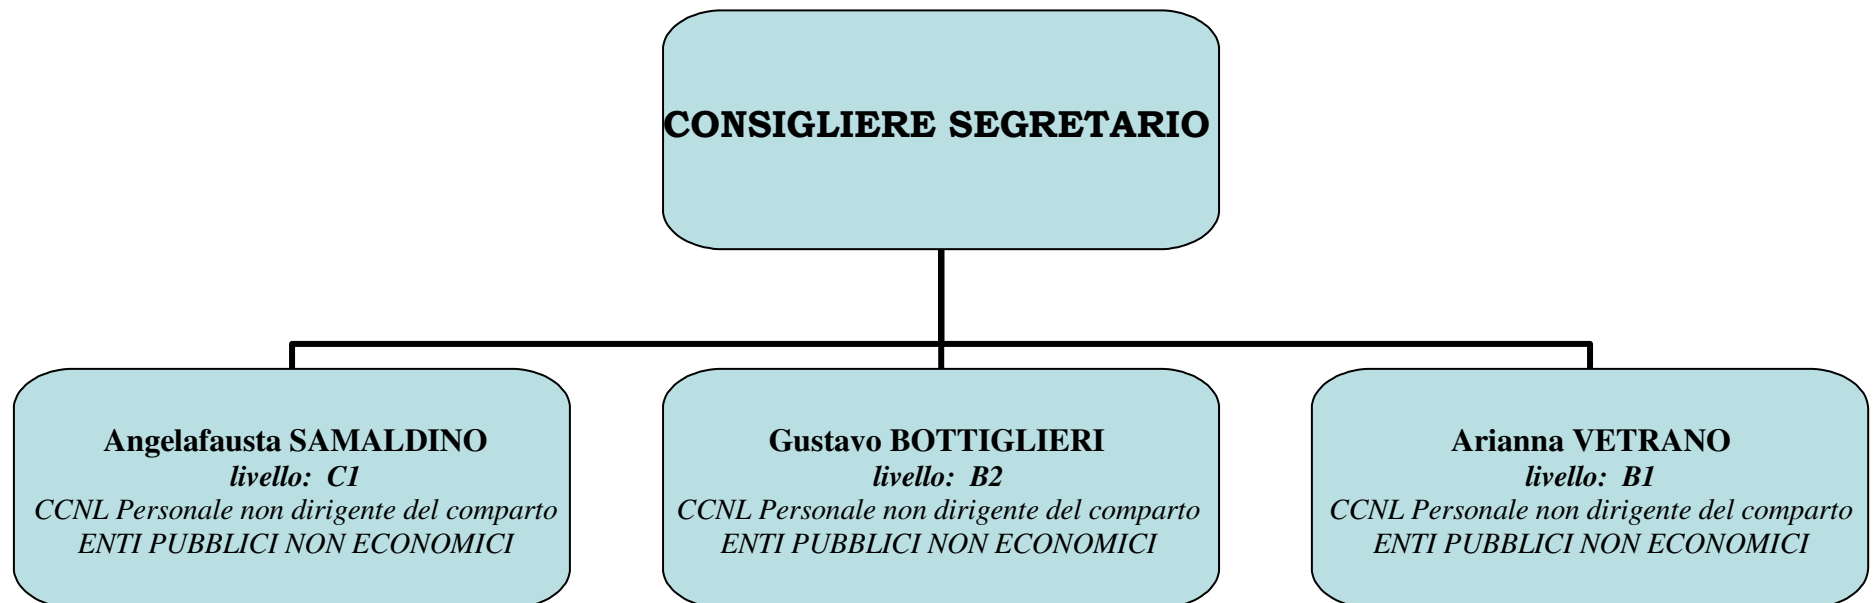 CONSIGLIERE SEGRETARIO
Angelafausta SAMALDINO
livello: C1
CCNL Personale non dirigente del comparto
ENTI PUBBLICI NON ECONOMICI
Gustavo BOTTIGLIERI
livello: B2
CCNL Personale non dirigente del comparto
ENTI PUBBLICI NON ECONOMICI
Arianna VETRANO
livello: B1
CCNL Personale non dirigente del comparto
ENTI PUBBLICI NON ECONOMICI